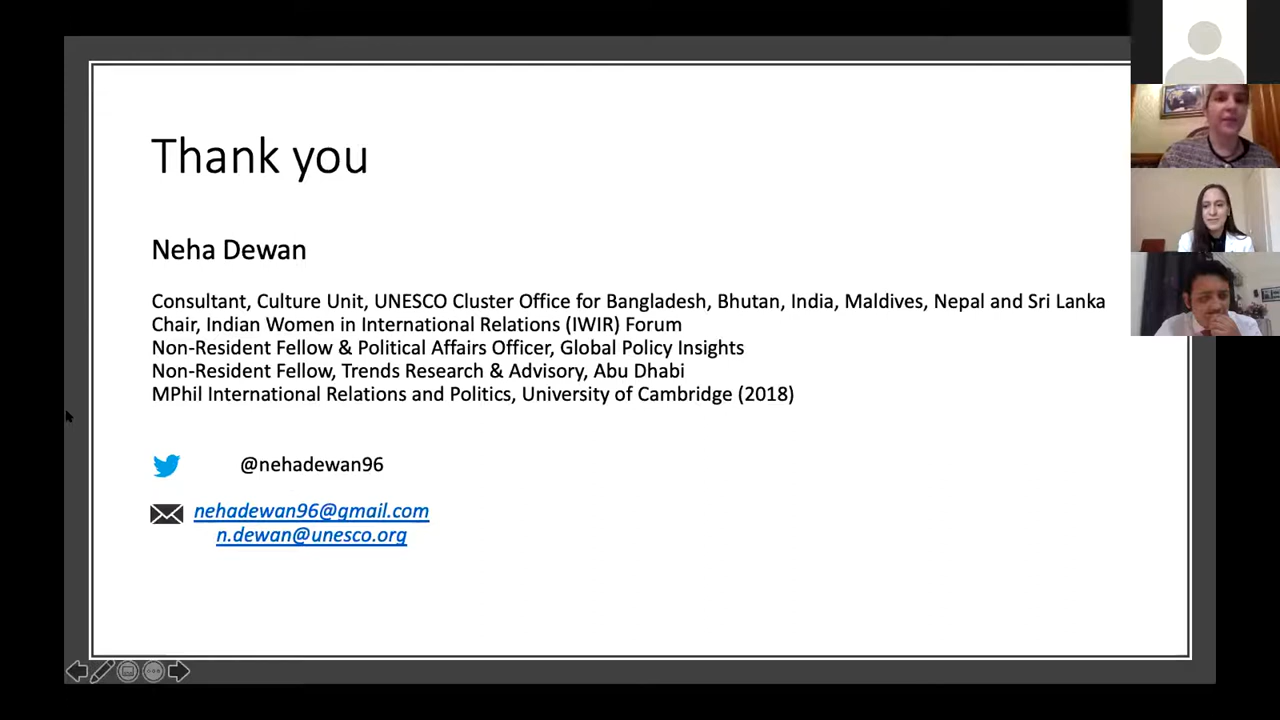 Thank you
Neha Dewan
Consultant, Culture Unit, UNESCO Cluster Office for Bangladesh, Bhutan, India, Maldives, Nepal and Sri Lanka
Chair, Indian Women in International Relations (IWIR) Forum
Non-Resident Fellow & Political Affairs Officer, Global Policy Insights
Non-Resident Fellow, Trends Research & Advisory, Abu Dhabi
MPhil International Relations and Politics, University of Cambridge (2018)
@nehadewan96
nehadewan96@gmail.com
n.dewan@unesco.org